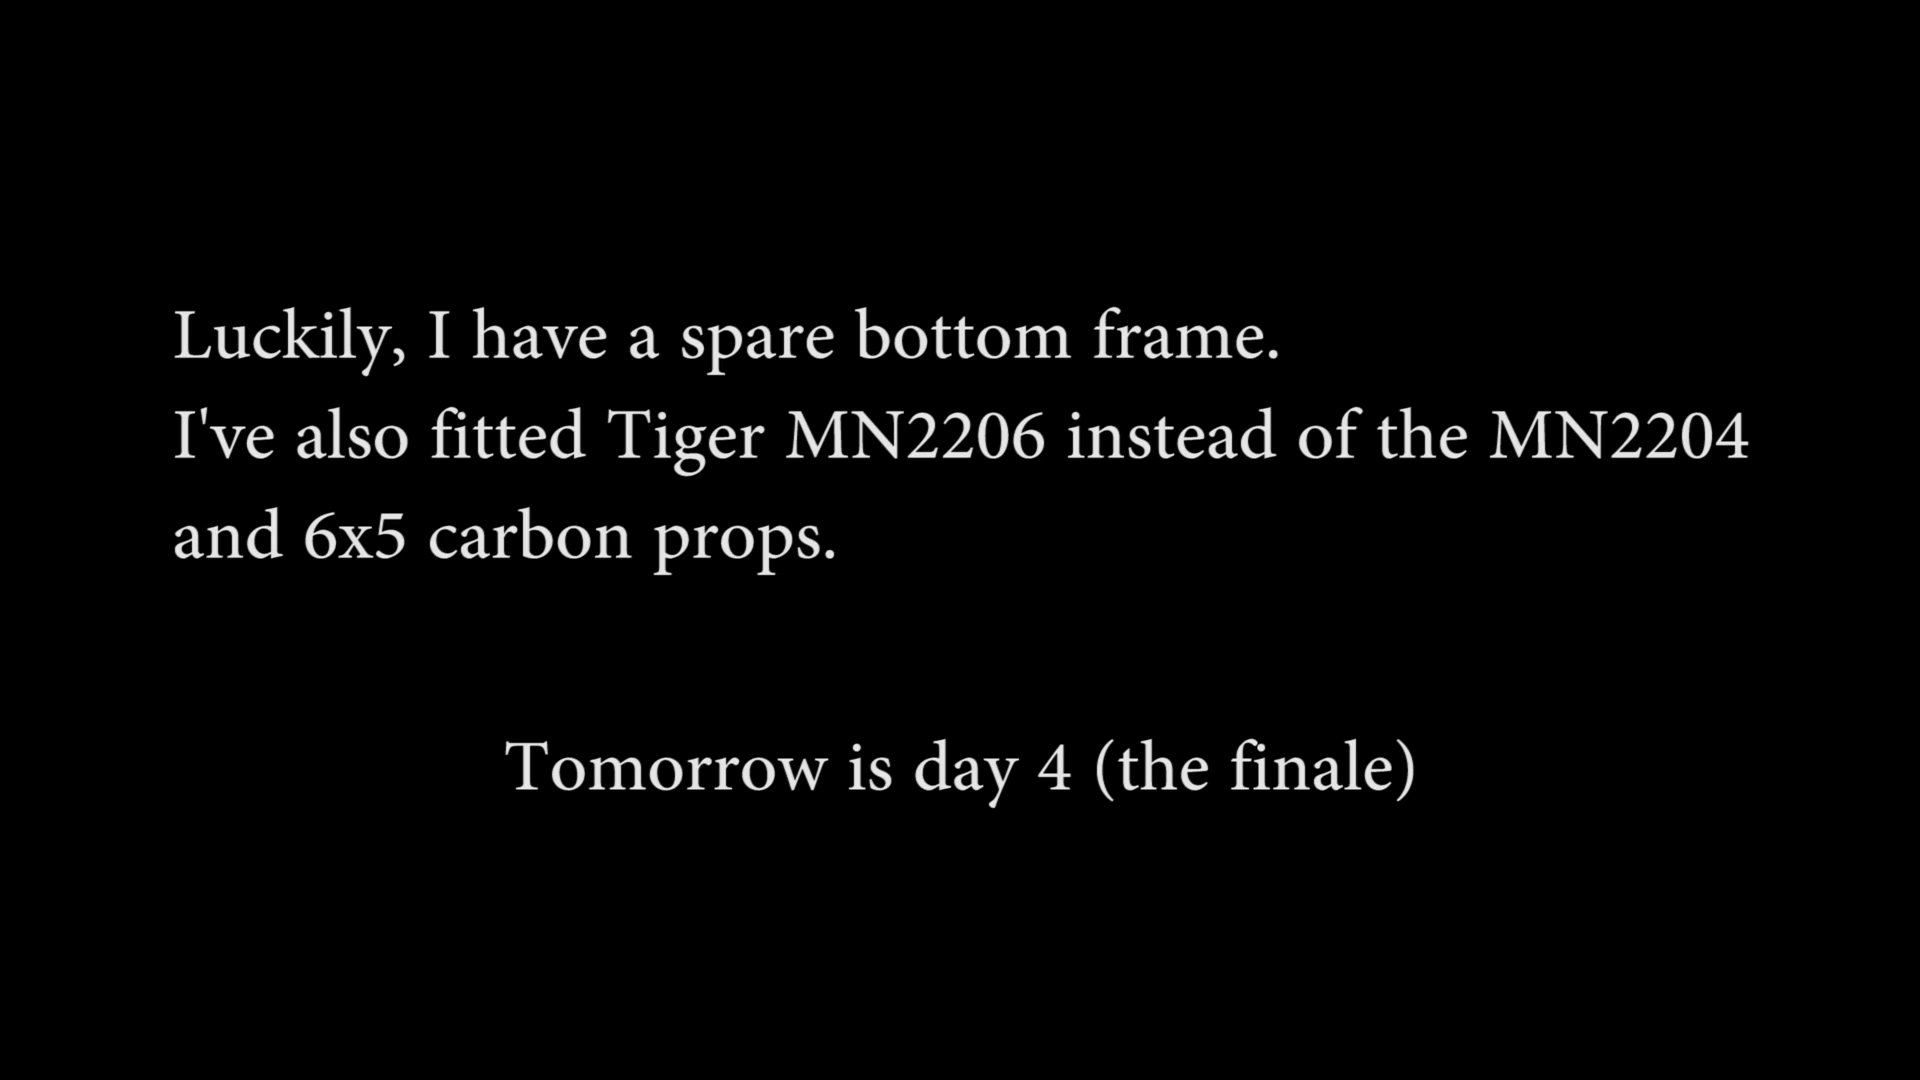 Luckily, I have a spare bottom frame.
I've also fitted Tiger MN2206 instead of the MN2204
and 6x5 carbon props.
Tomorrow is day 4 (the finale)